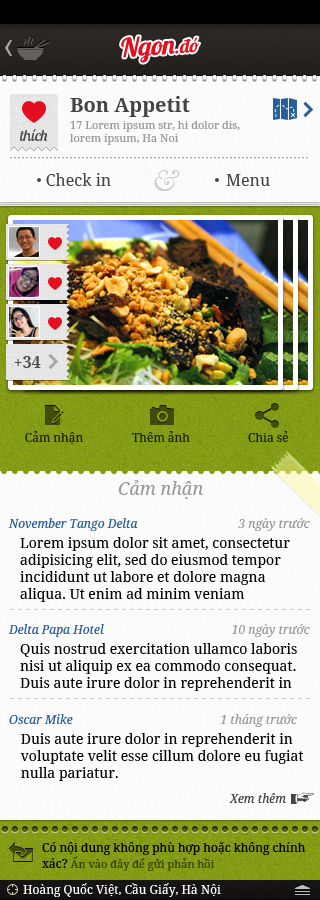 Ngon.đó
Bon Appetit
17 Lorem ipsum str, hi dolor dis,
lorem ipsum, Ha Noi
thích
• Check in & • Menu
+34
Cảm nhận Thêm ảnh Chia sẻ
Cảm nhận
November Tango Delta 3 ngày trước
Lorem ipsum dolor sit amet, consectetur
adipisicing elit, sed do eiusmod tempor
incididunt ut labore et dolore magna
aliqua. Ut enim ad minim veniam
Delta Papa Hotel 10 ngày trước
Quis nostrud exercitation ullamco laboris
nisi ut aliquip ex ea commodo consequat.
Duis aute irure dolor in reprehenderit in
Oscar Mike 1 tháng trước
Duis aute irure dolor in reprehenderit in
voluptate velit esse cillum dolore eu fugiat
nulla pariatur.
Xem thêm
Có nội dung không phù hợp hoặc không chính
xác? Ấn vào đây để gửi phản hồi
Hoàng Quốc Việt, Cầu Giấy, Hà Nội